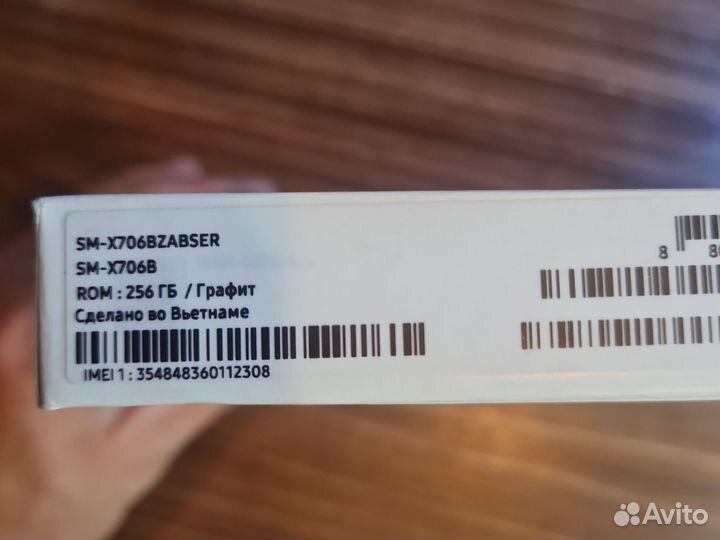 SM-X706BZABSER
SM-X706B
ROM : 256 ГБ / Графит
Сделано во Вьетнаме
IMEI 1 : 354848360112308
8
Avito